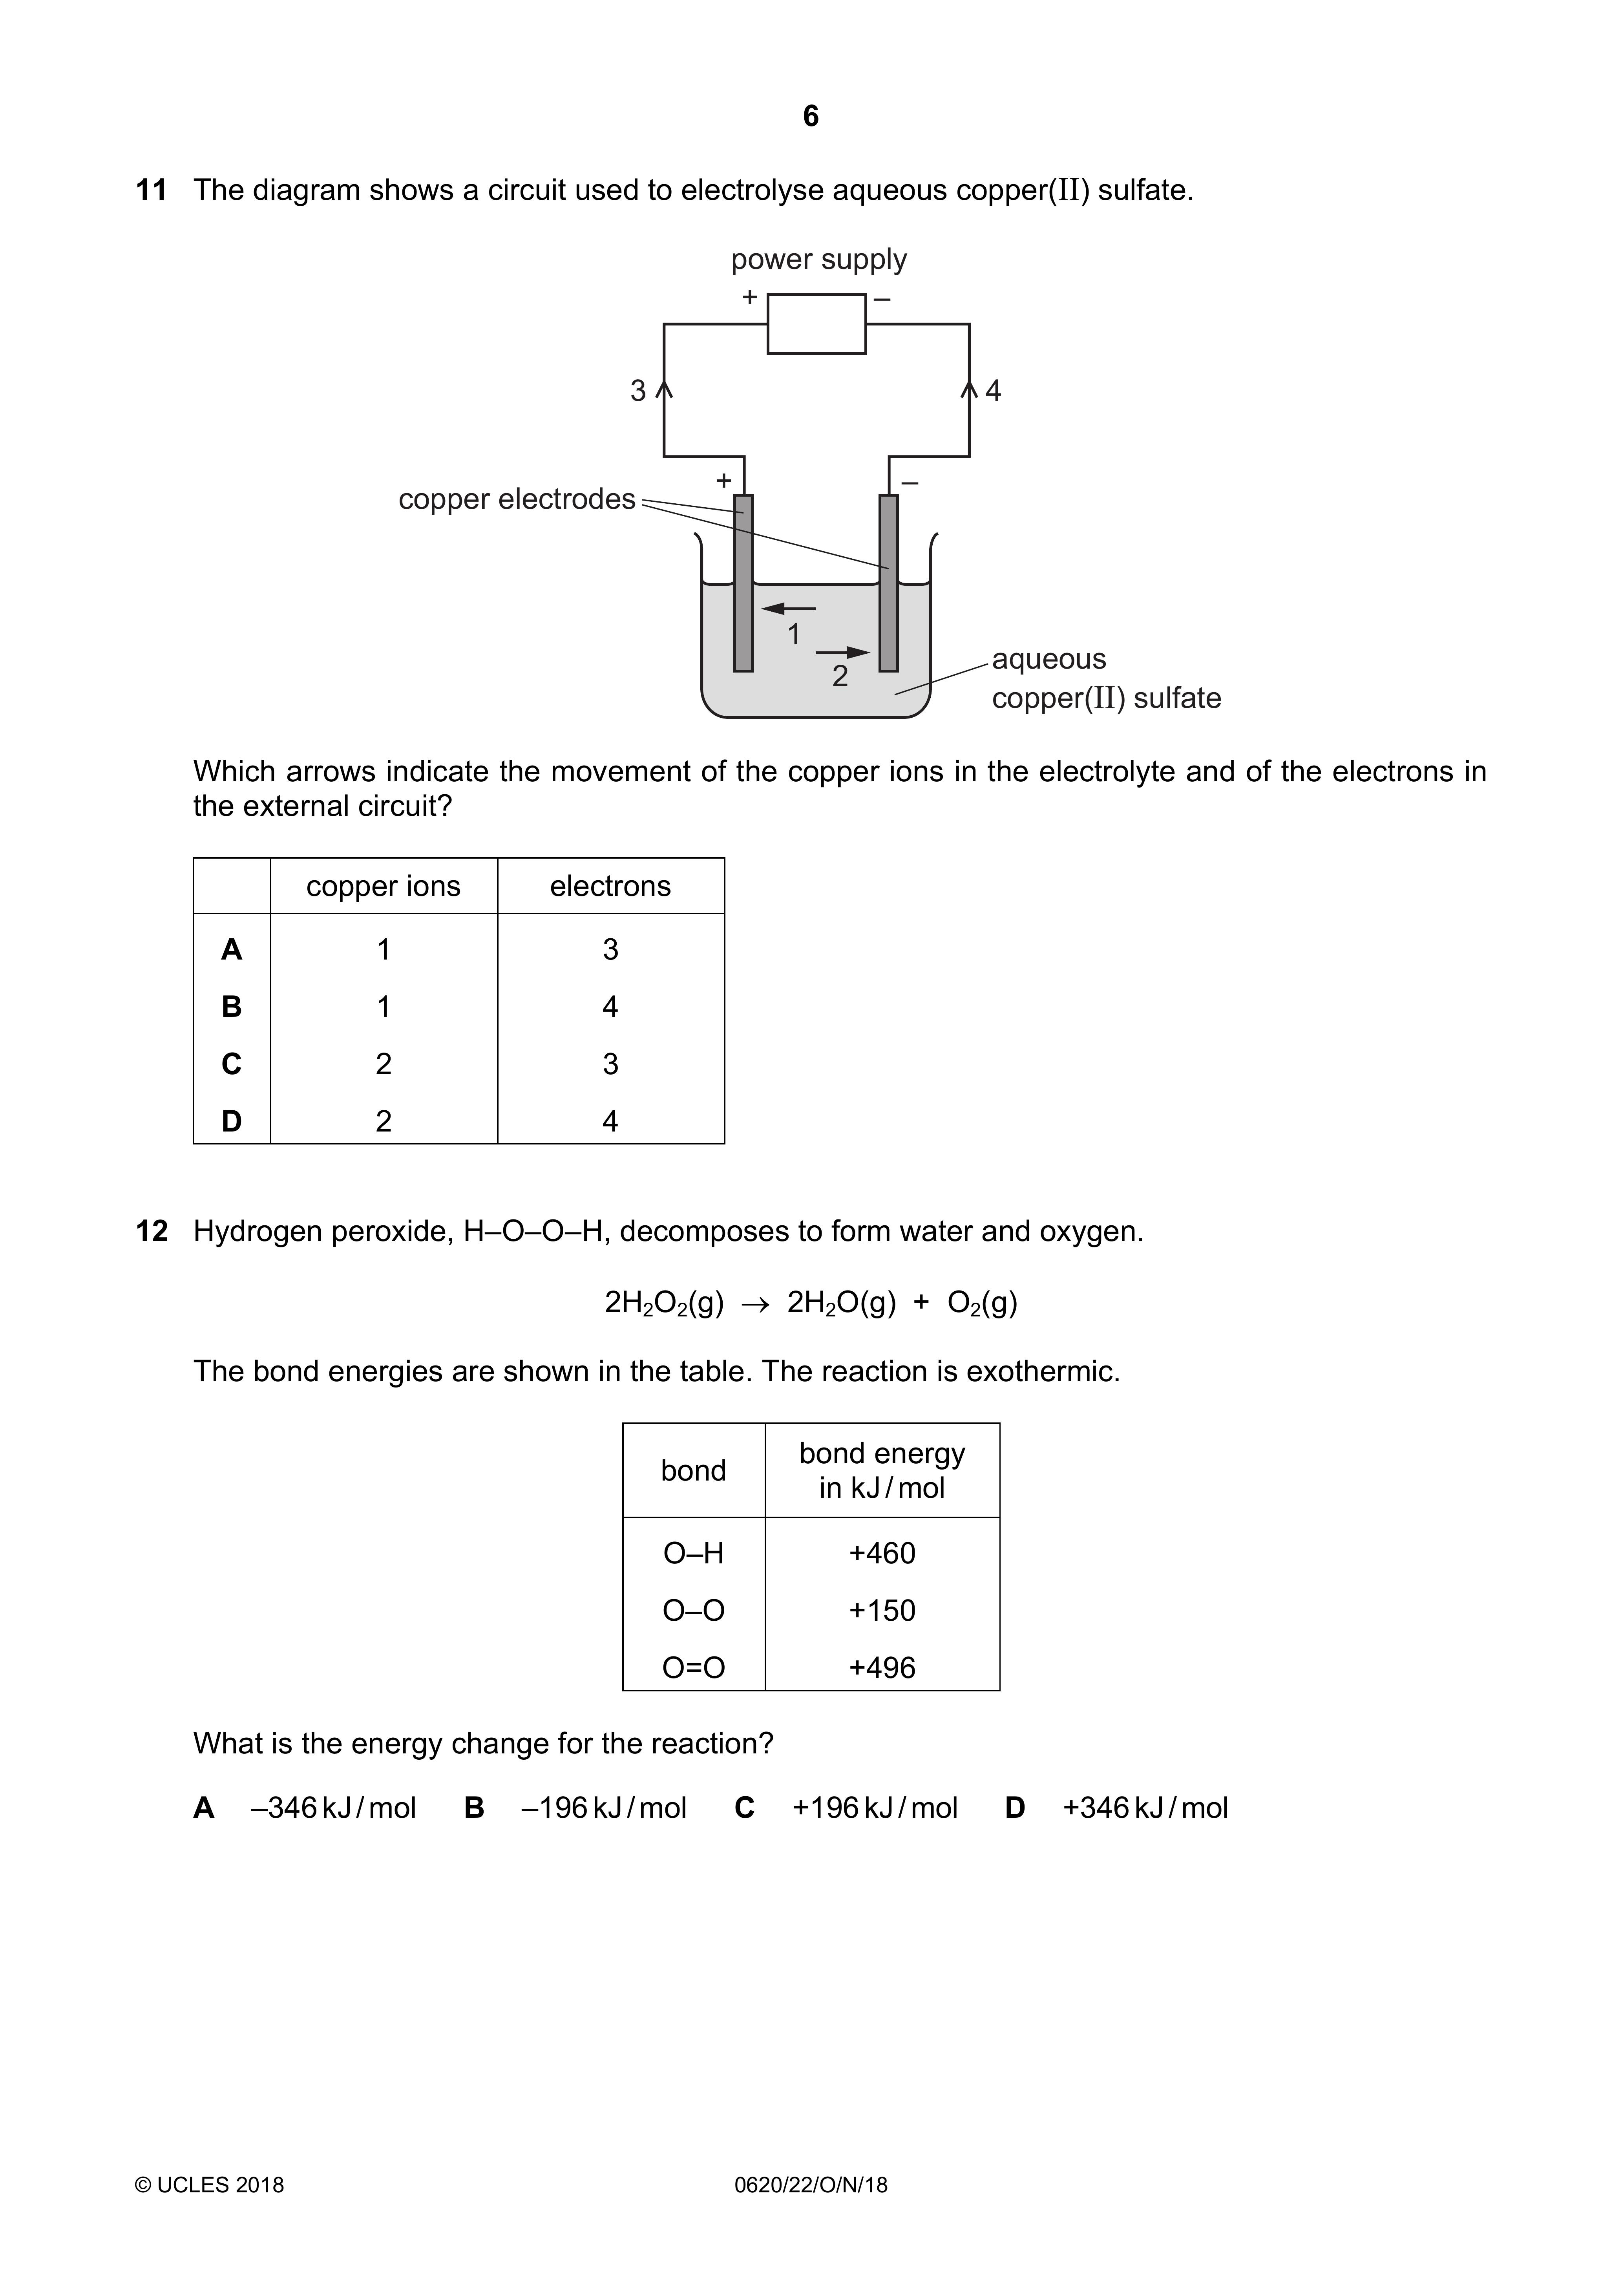 6
11 The diagram shows a circuit used to electrolyse aqueous copper(II) sulfate.
power supply
+ –
3 4
+ –
copper electrodes
1
2
aqueous
copper(II) sulfate
Which arrows indicate the movement of the copper ions in the electrolyte and of the electrons in
the external circuit?
copper ions electrons
A 1 3
B 1 4
C 2 3
D 2 4
12 Hydrogen peroxide, H–O–O–H, decomposes to form water and oxygen.
2H₂O₂(g) → 2H₂O(g) + O₂(g)
The bond energies are shown in the table. The reaction is exothermic.
bond bond energy
in kJ/mol
O–H +460
O–O +150
O=O +496
What is the energy change for the reaction?
A –346 kJ/mol B –196 kJ/mol C +196 kJ/mol D +346 kJ/mol
© UCLES 2018 0620/22/O/N/18